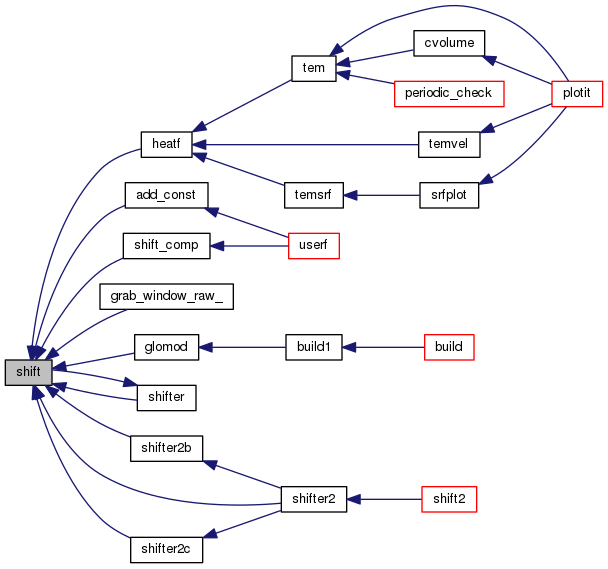 cvolume
tem
periodic_check
plotit
heatf
temvel
temsrf
srfplot
add_const
shift_comp
userf
grab_window_raw_
glomod
build1
build
shift
shifter
shifter2b
shifter2
shift2
shifter2c